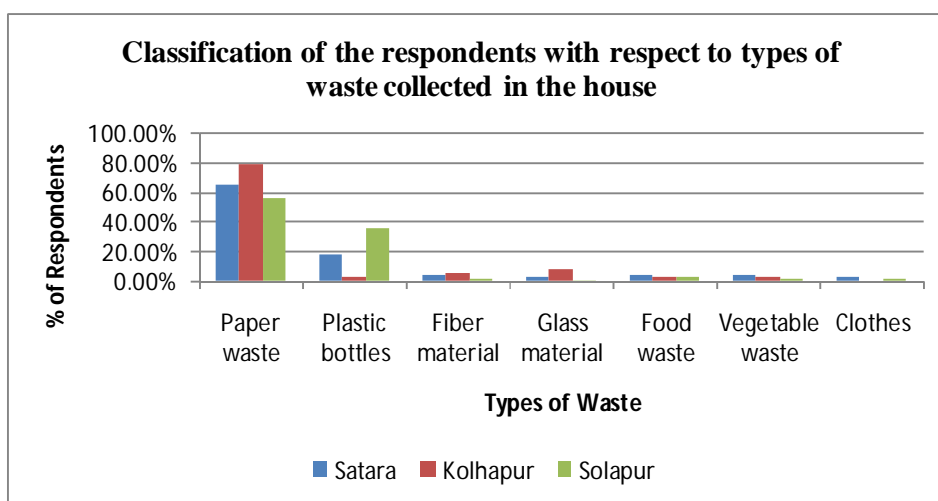 Classification of the respondents with respect to types of
waste collected in the house
% of Respondents
100.00%
80.00%
60.00%
40.00%
20.00%
0.00%
Paper waste
Plastic bottles
Fiber material
Glass material
Food waste
Vegetable waste
Clothes
Types of Waste
Satara Kolhapur Solapur